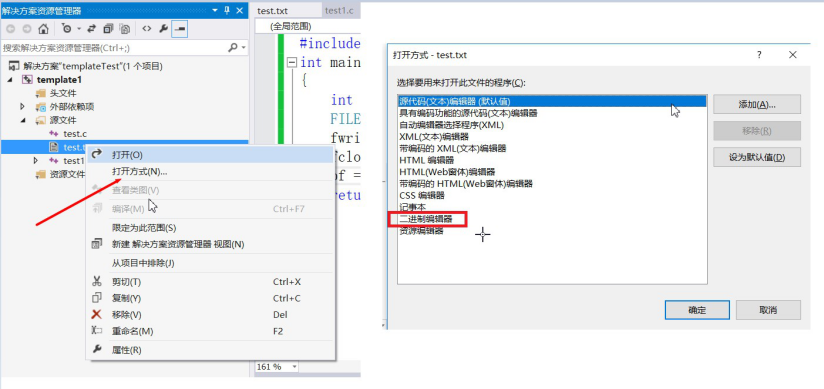 解决方案资源管理器
搜索解决方案资源管理器(Ctrl+;)
解决方案"templateTest"(1 个项目)
template1
头文件
外部依赖项
源文件
test.c
test.t
test1
资源文件
打开(O)
打开方式(N)...
查看类图(V)
编译(M) Ctrl+F7
限定为此范围(S)
新建 解决方案资源管理器 视图(N)
从项目中排除(J)
剪切(T) Ctrl+X
复制(Y) Ctrl+C
移除(V) Del
重命名(M) F2
属性(R)
test.txt test1.c
(全局范围)
#include
int main
{
int
FILE
fwri
fclo
pf =
retu
161 %
打开方式 - test.txt
选择要用来打开此文件的程序(C):
源代码(文本)编辑器 (默认值)
具有编码功能的源代码(文本)编辑器
自动编辑器选择程序(XML)
XML(文本)编辑器
带编码的 XML(文本)编辑器
HTML 编辑器
HTML(Web窗体)编辑器
带编码的 HTML(Web窗体)编辑器
CSS 编辑器
记事本
二进制编辑器
资源编辑器
添加(A)...
移除(R)
设为默认值(D)
确定
取消